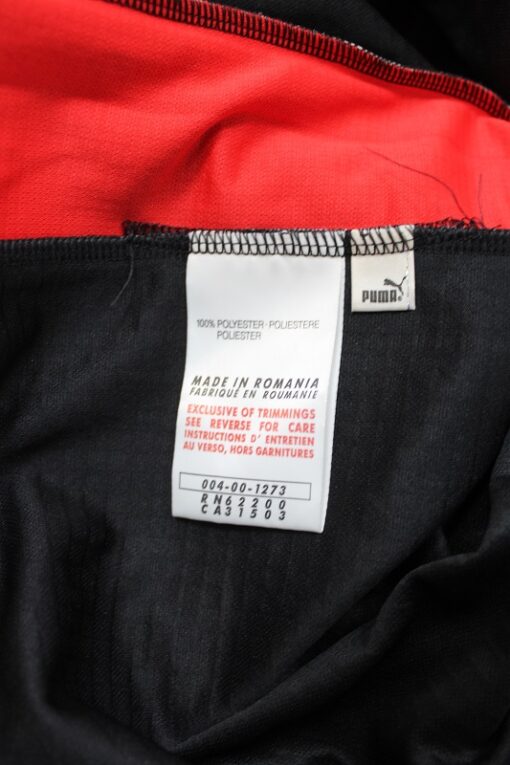 100% POLYESTER-POLIESTERE
POLIESTER
PUMA®
MADE IN ROMANIA
FABRIQUÉ EN ROUMANIE
EXCLUSIVE OF TRIMMINGS
SEE REVERSE FOR CARE
INSTRUCTIONS D' ENTRETIEN
AU VERSO, HORS GARNITURES
004-00-1273
RN62200
CA31503